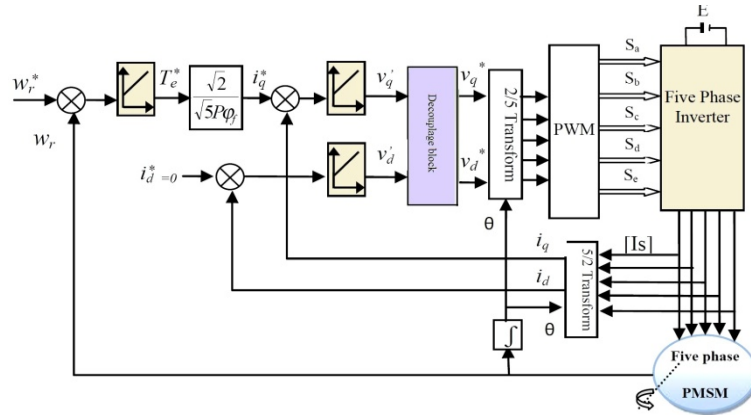 E
w_r^*
T_e^*
√2
√5Pφ_f
i_q^*
v_q'
Decouplage block
v_q^*
2/5 Transform
PWM
S_a
S_b
S_c
S_d
S_e
Five Phase
Inverter
w_r
i_d^* =0
v_d'
v_d^*
θ
i_q
i_d
[Is]
5/2 Transform
θ
∫
Five phase
PMSM